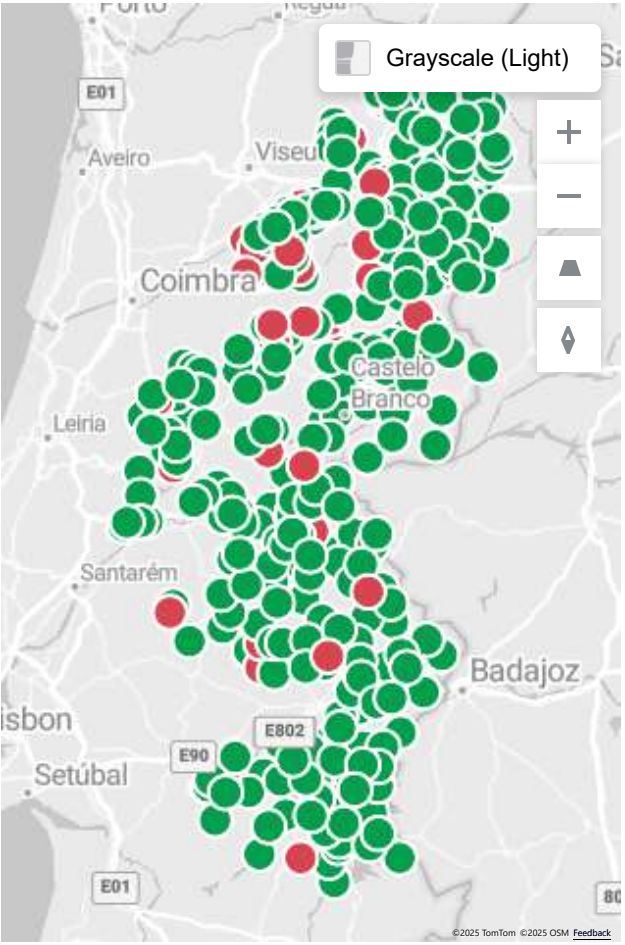 Porto
Grayscale (Light)
E01
Aveiro
Viseu
Coimbra
Castelo
Branco
Leiria
Santarém
Badajoz
isbon
E802
E90
Setúbal
E01
80
©2025 TomTom ©2025 OSM Feedback